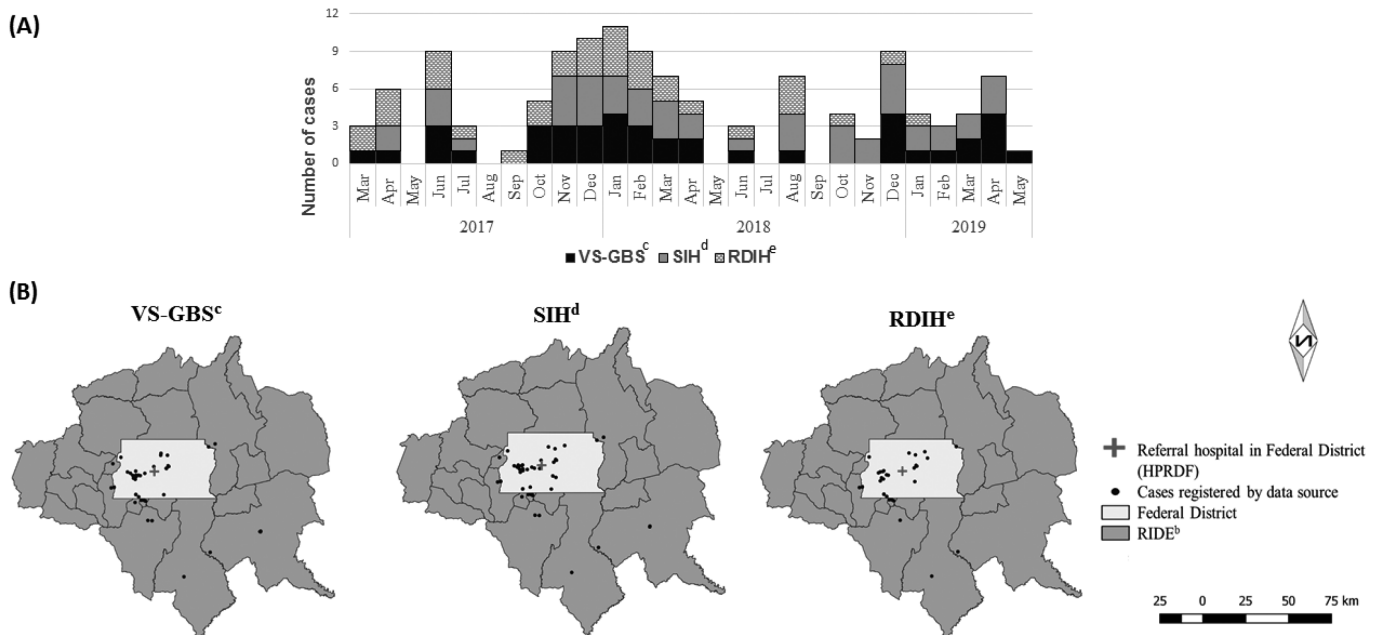 (A)
Number of cases
12
9
6
3
0
Mar Apr May Jun Jul Aug Sep Oct Nov Dec Jan Feb Mar Apr May Jun Jul Aug Sep Oct Nov Dec Jan Feb Mar Apr May
2017 2018 2019
VS-GBSᶜ SIHᵈ RDIHᵉ
(B)
VS-GBSᶜ SIHᵈ RDIHᵉ
N
Referral hospital in Federal District
(HPRDF)
Cases registered by data source
Federal District
RIDEᵇ
25 0 25 50 75 km